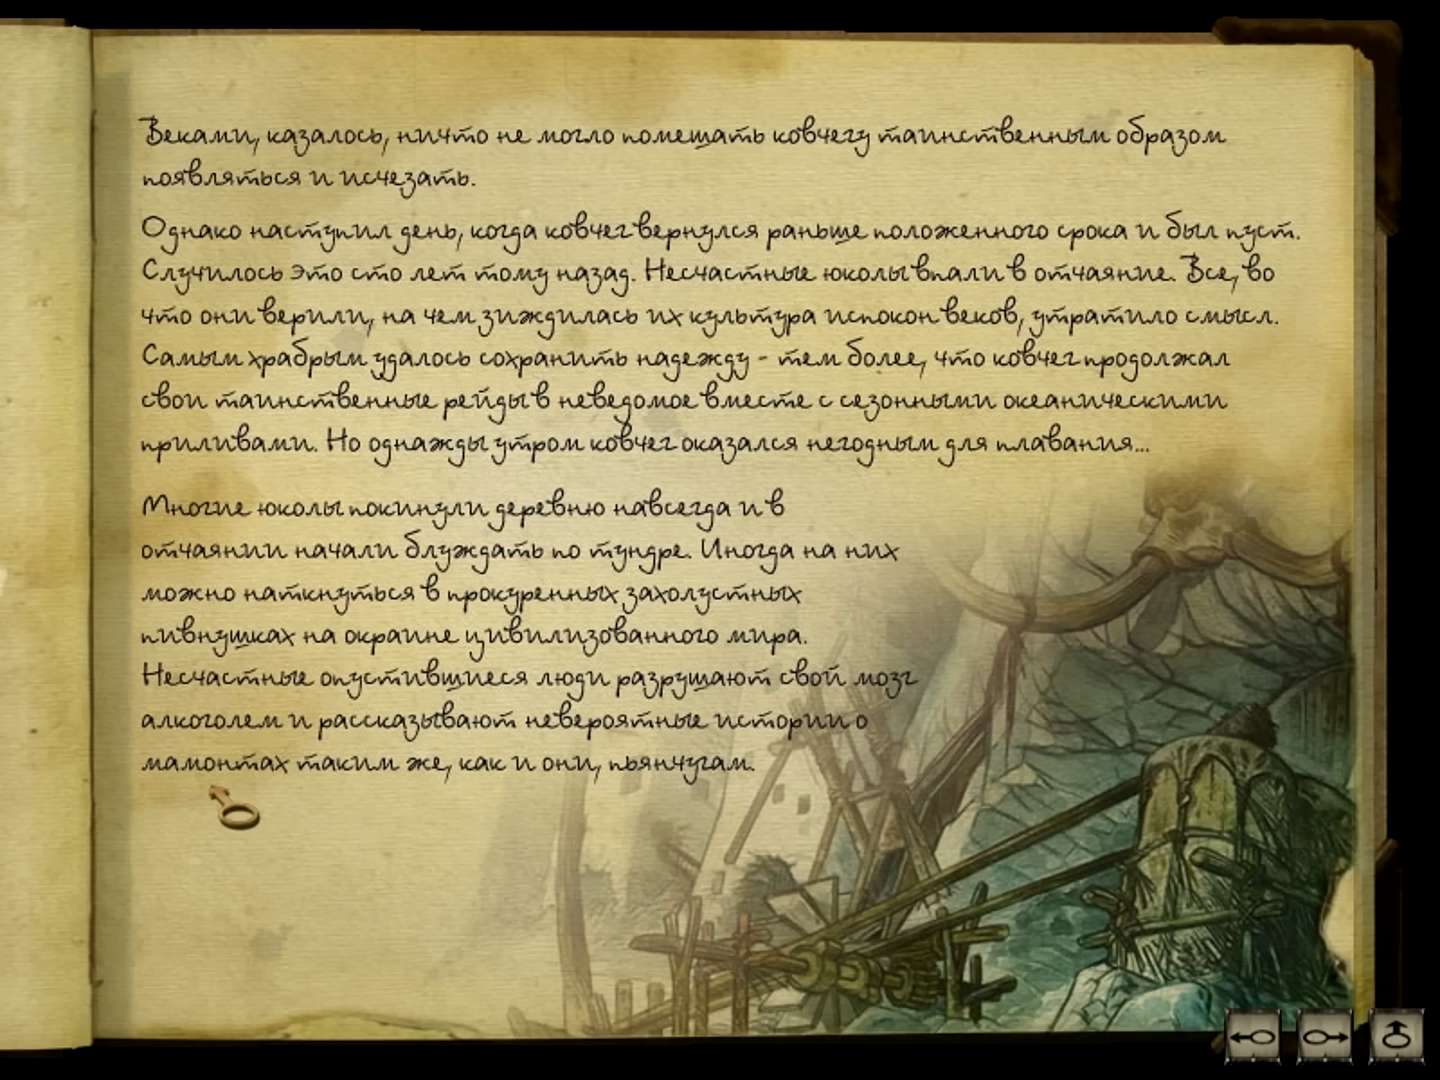 Веками, казалось, ничто не могло помешать ковчегу таинственным образом
появляться и исчезать.
Однако наступил день, когда ковчег вернулся раньше положенного срока и был пуст.
Случилось это сто лет тому назад. Несчастные юколы впали в отчаяние. Все, во
что они верили, на чем зиждилась их культура испокон веков, утратило смысл.
Самым храбрым удалось сохранить надежду - тем более, что ковчег продолжал
свои таинственные рейды в неведомое вместе с сезонными океаническими
приливами. Но однажды утром ковчег оказался негодным для плавания...
Многие юколы покинули деревню навсегда и в
отчаянии начали блуждать по тундре. Иногда на них
можно наткнуться в прокуренных захолустных
пивнушках на окраине цивилизованного мира.
Несчастные опустившиеся люди разрушают свой мозг
алкоголем и рассказывают невероятные истории о
мамонтах таким же, как и они, пьянчугам.